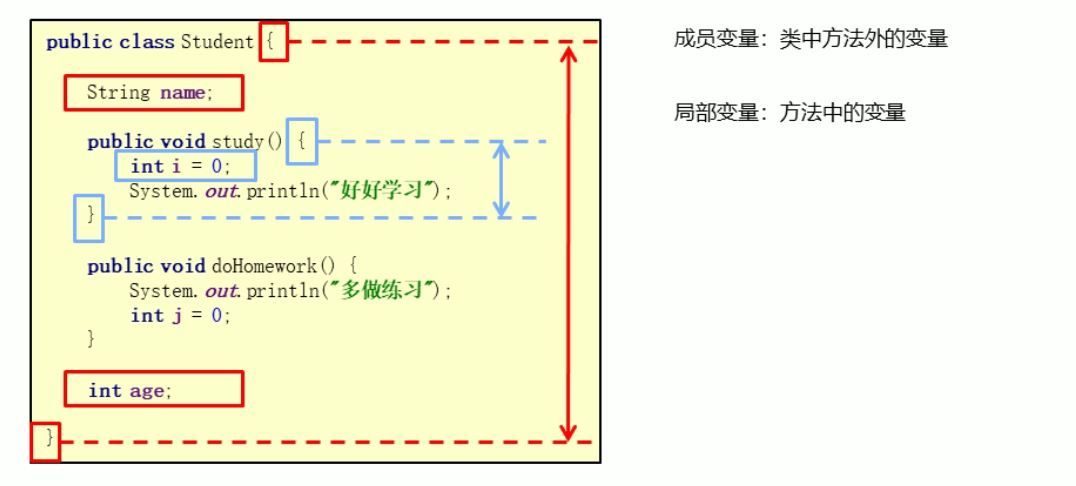 public class Student {
成员变量：类中方法外的变量
String name;
局部变量：方法中的变量
public void study() {
int i = 0;
System.out.println("好好学习");
}
public void doHomework() {
System.out.println("多做练习");
int j = 0;
}
int age;
}